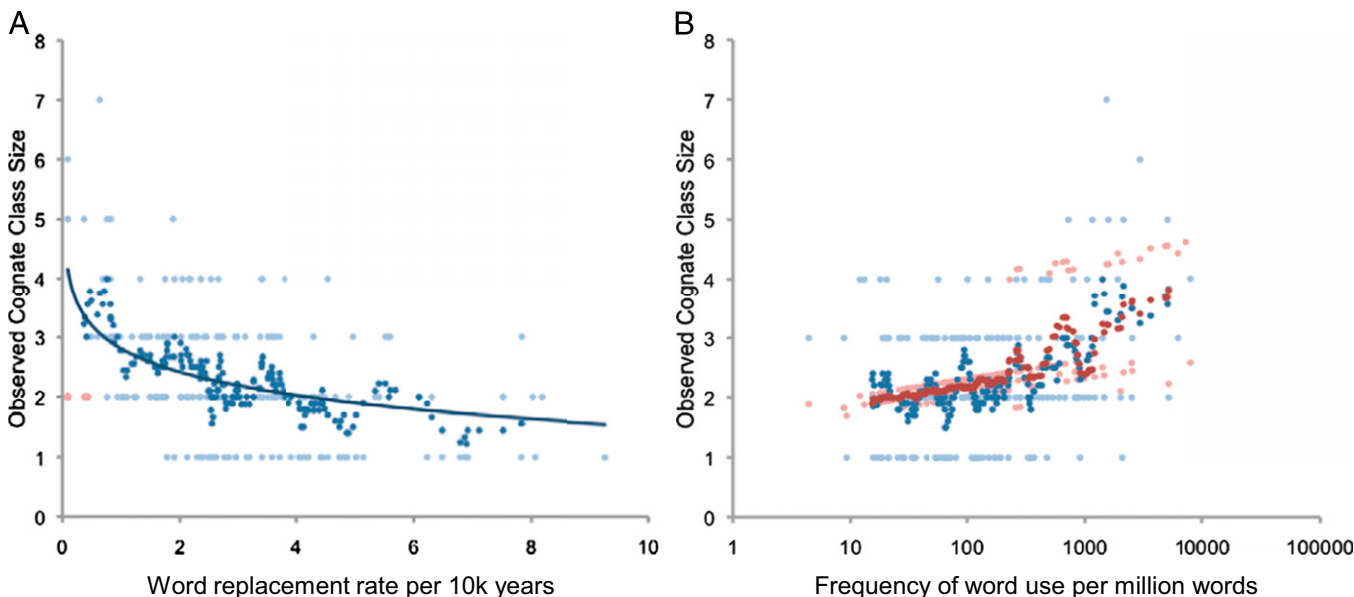 A
8
7
6
5
4
3
2
1
0
Observed Cognate Class Size
0 2 4 6 8 10
Word replacement rate per 10k years
B
8
7
6
5
4
3
2
1
0
Observed Cognate Class Size
1 10 100 1000 10000 100000
Frequency of word use per million words